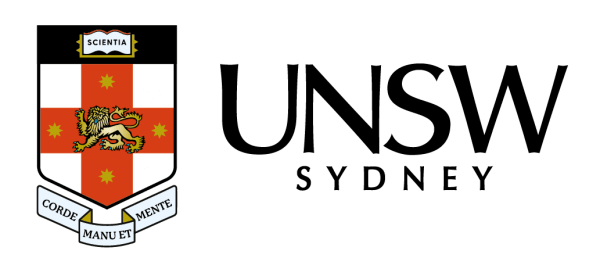 SCIENTIA
UNSW
SYDNEY
CORDE
MANU ET
MENTE